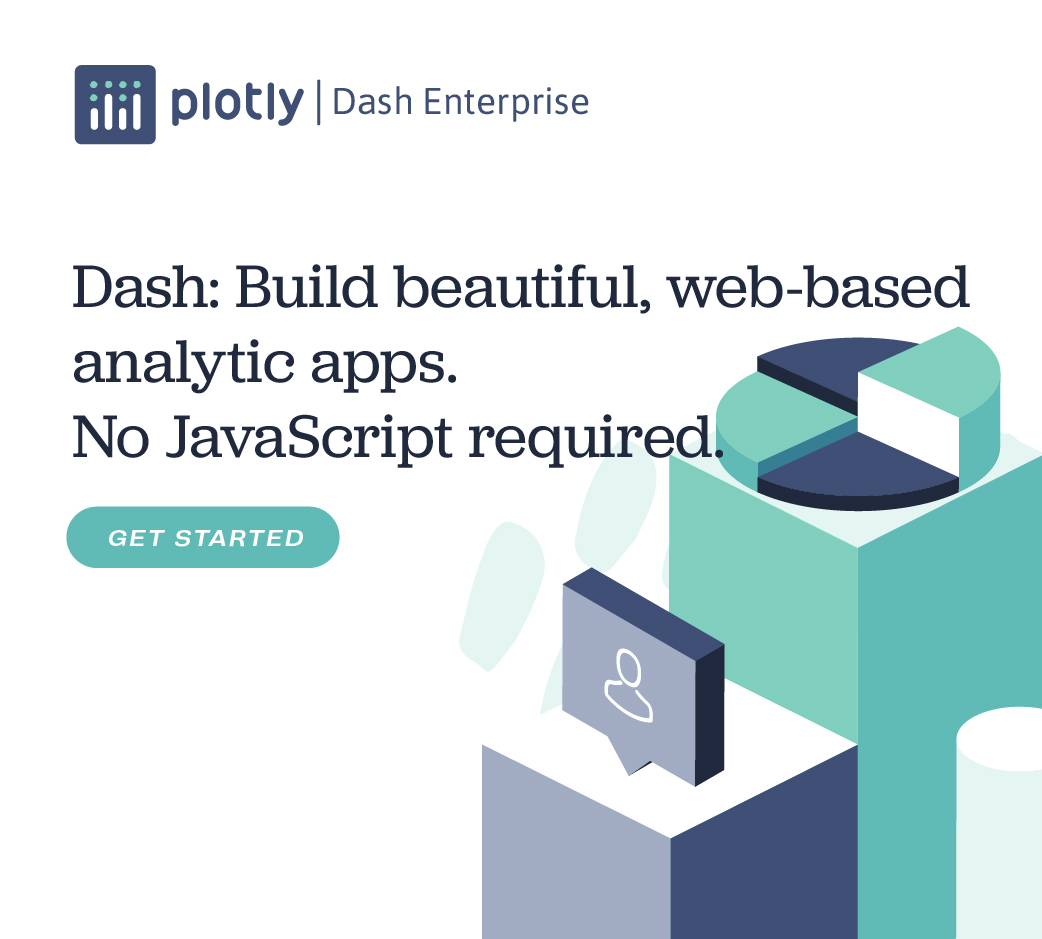 plotly | Dash Enterprise
Dash: Build beautiful, web-based
analytic apps.
No JavaScript required.
GET STARTED